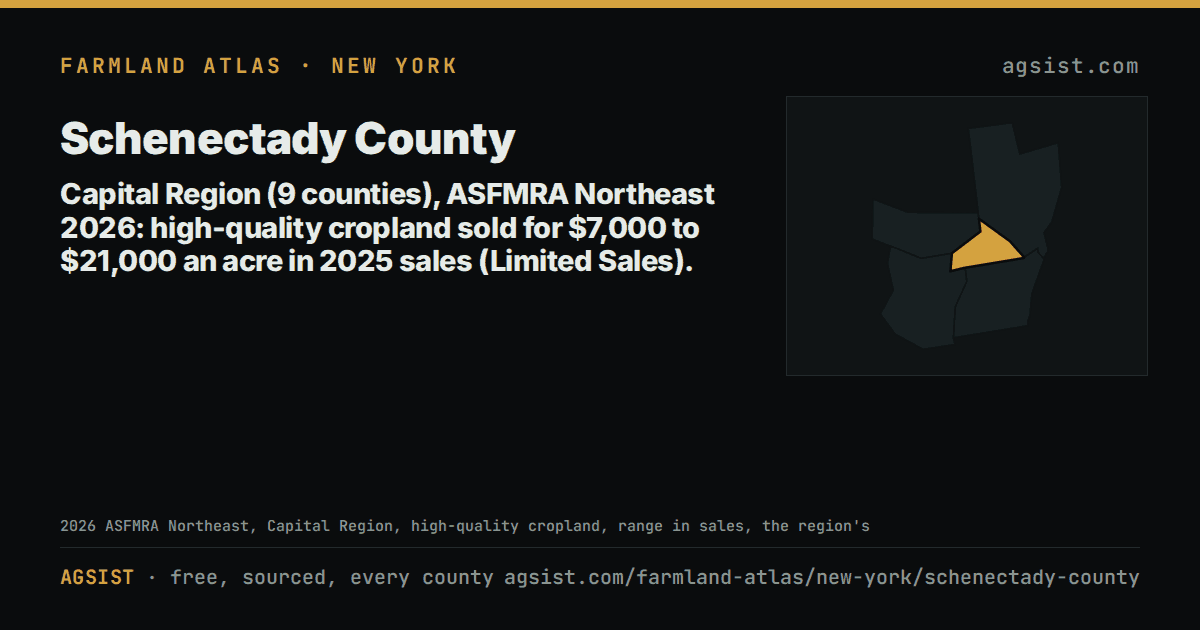 FARMLAND ATLAS · NEW YORK
agsist.com
Schenectady County
Capital Region (9 counties), ASFMRA Northeast
2026: high-quality cropland sold for $7,000 to
$21,000 an acre in 2025 sales (Limited Sales).
2026 ASFMRA Northeast, Capital Region, high-quality cropland, range in sales, the region's
AGSIST · free, sourced, every county agsist.com/farmland-atlas/new-york/schenectady-county